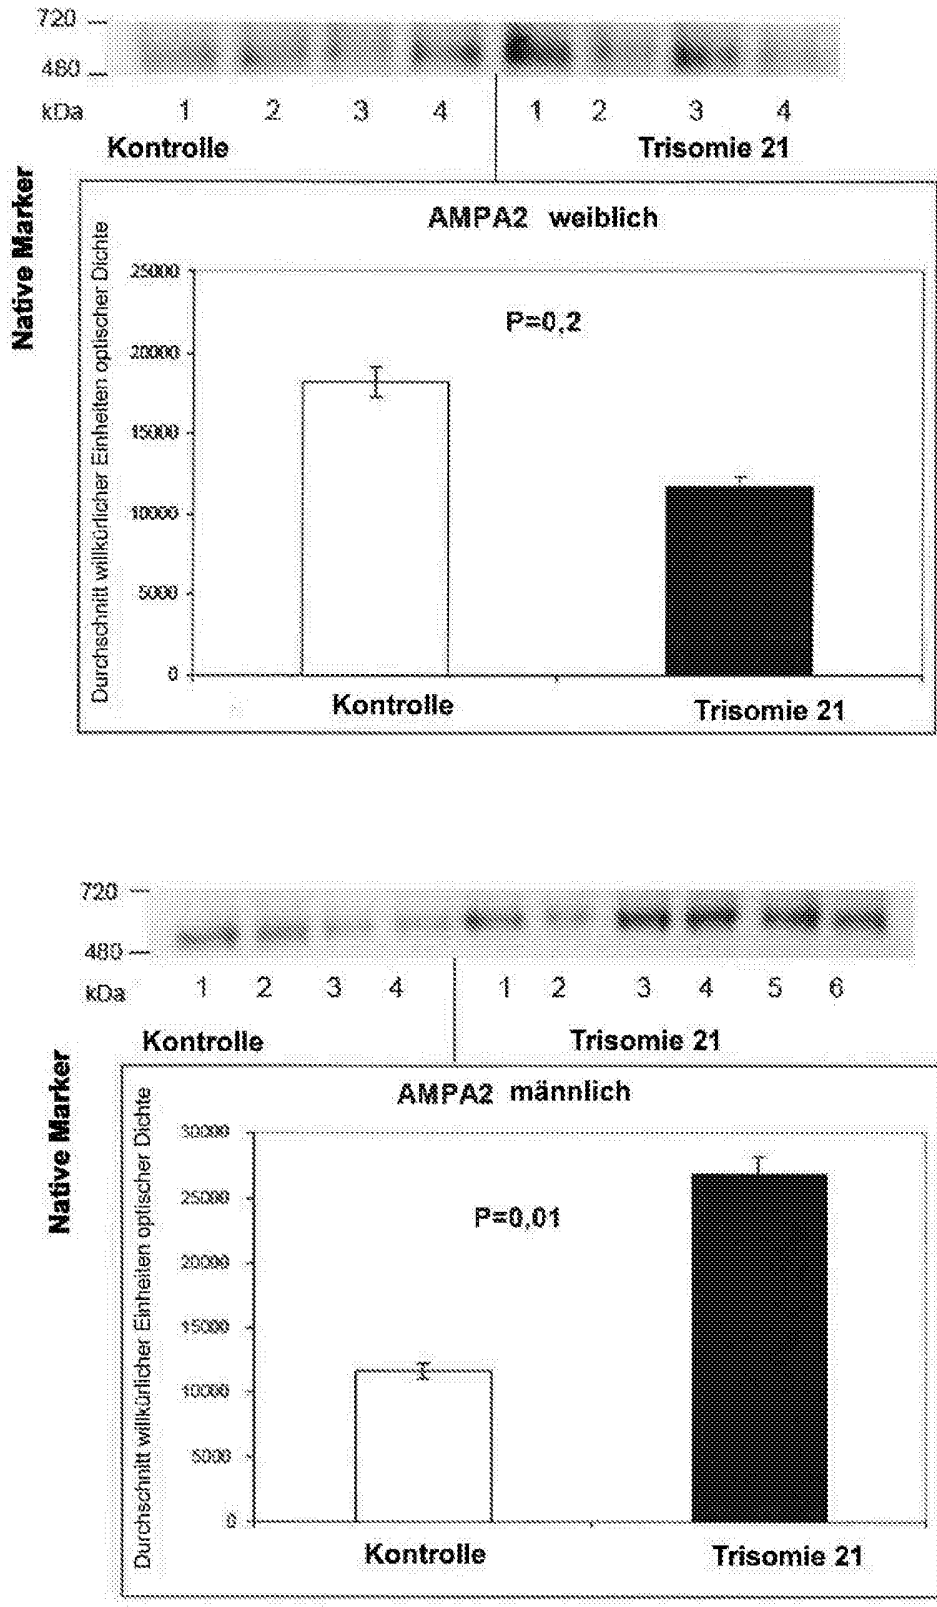 720
480
kDa 1 2 3 4 1 2 3 4
Kontrolle Trisomie 21
Native Marker
AMPA2 weiblich
Durchschnitt willkürlicher Einheiten optischer Dichte
25000
P=0,2
20000
15000
10000
5000
0
Kontrolle Trisomie 21
720
480
kDa 1 2 3 4 1 2 3 4 5 6
Kontrolle Trisomie 21
Native Marker
AMPA2 männlich
Durchschnitt willkürlicher Einheiten optischer Dichte
30000
25000
P=0,01
20000
15000
10000
5000
0
Kontrolle Trisomie 21